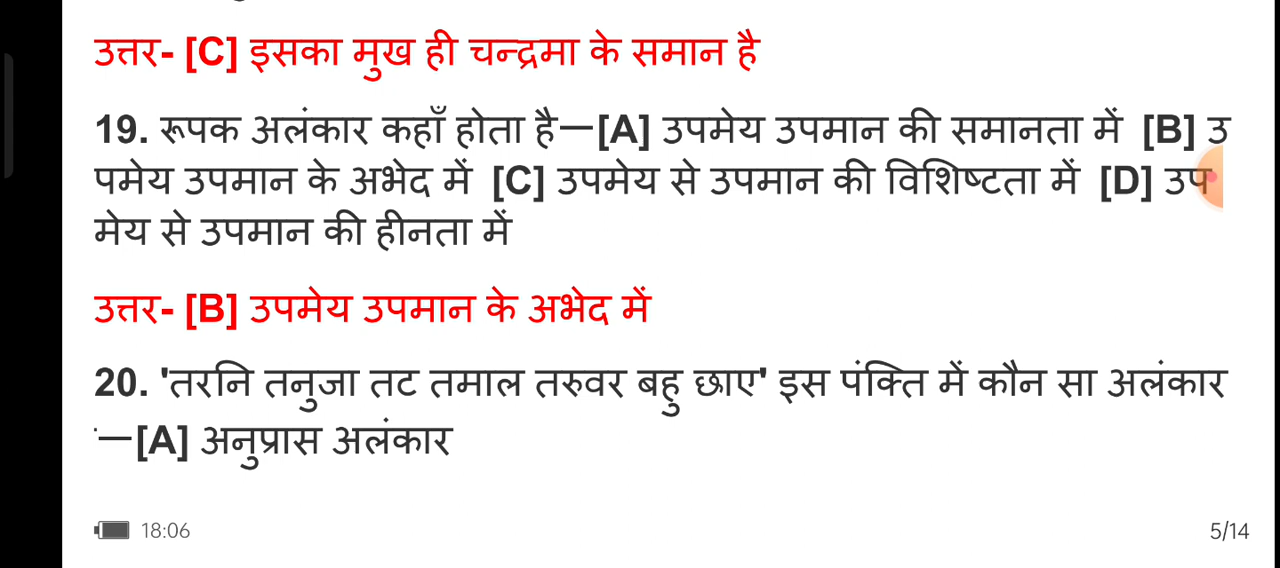 उत्तर- [C] इसका मुख ही चन्द्रमा के समान है
19. रूपक अलंकार कहाँ होता है—[A] उपमेय उपमान की समानता में [B] उ
पमेय उपमान के अभेद में [C] उपमेय से उपमान की विशिष्टता में [D] उप
मेय से उपमान की हीनता में
उत्तर- [B] उपमेय उपमान के अभेद में
20. 'तरनि तनुजा तट तमाल तरुवर बहु छाए' इस पंक्ति में कौन सा अलंकार
—[A] अनुप्रास अलंकार
18:06
5/14